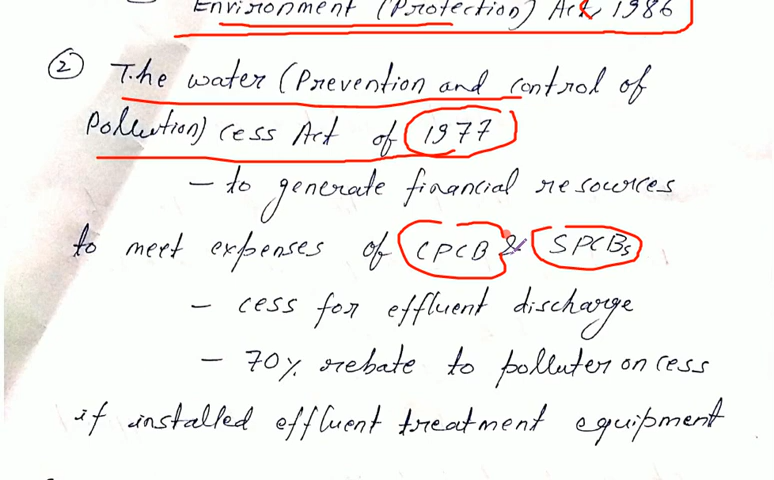 Environment (Protection) Act, 1986
② The water (Prevention and control of
Pollution) cess Act of 1977
– to generate financial resources
to meet expenses of CPCB & SPCBs
– cess for effluent discharge
– 70% rebate to polluter on cess
if installed effluent treatment equipment